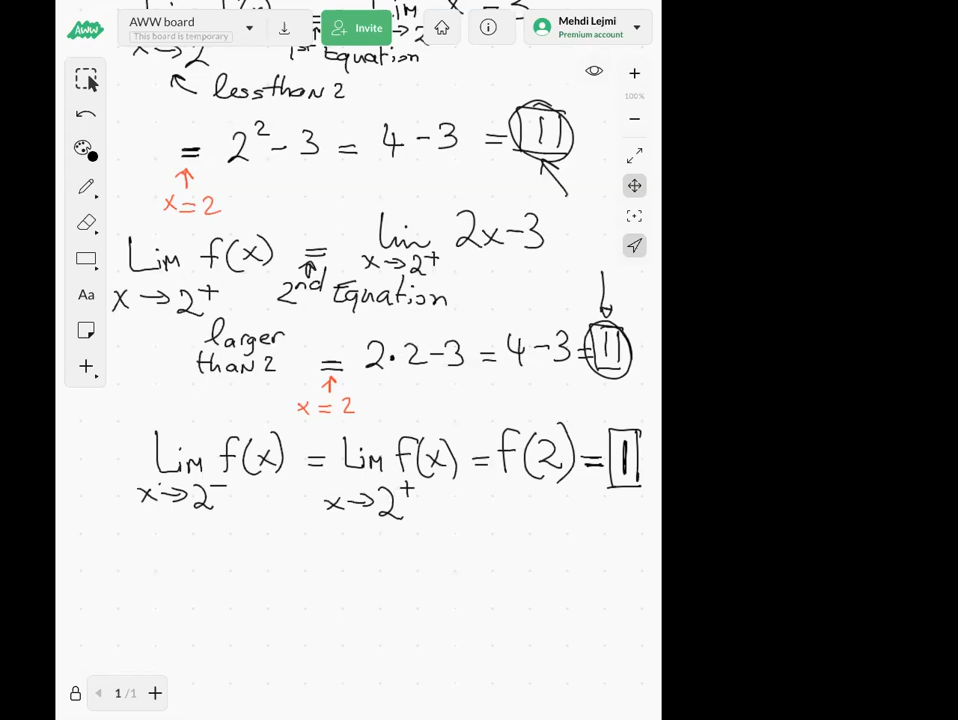 AWW board
This board is temporary
Invite
Mehdi Lejmi
Premium account
x→2⁻ 1st Equation →2
less than 2
100%
= 2² - 3 = 4 - 3 = 1
x = 2
Lim f(x) = lim 2x-3
x→2⁺ x→2⁺
2nd Equation
larger
than 2
= 2·2-3 = 4-3 = 1
x = 2
Lim f(x) = Lim f(x) = f(2) = 1
x→2⁻ x→2⁺
Aa
1/1